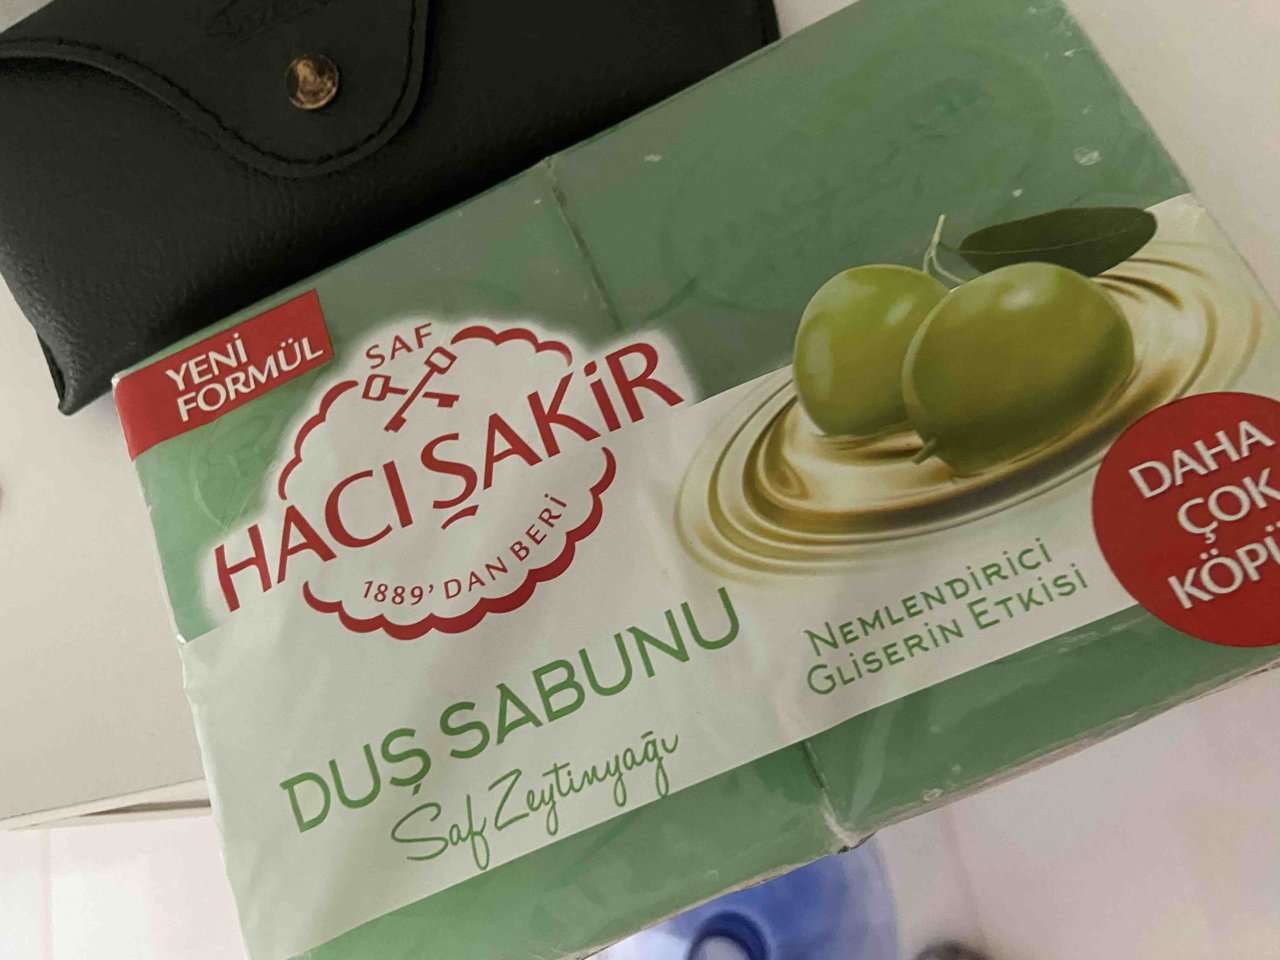 YENİ
FORMÜL
SAF
HACI ŞAKİR
1889'DAN BERİ
DUŞ SABUNU
Saf Zeytinyağı
NEMLENDİRİCİ
GLİSERİN ETKİSİ
DAHA
ÇOK